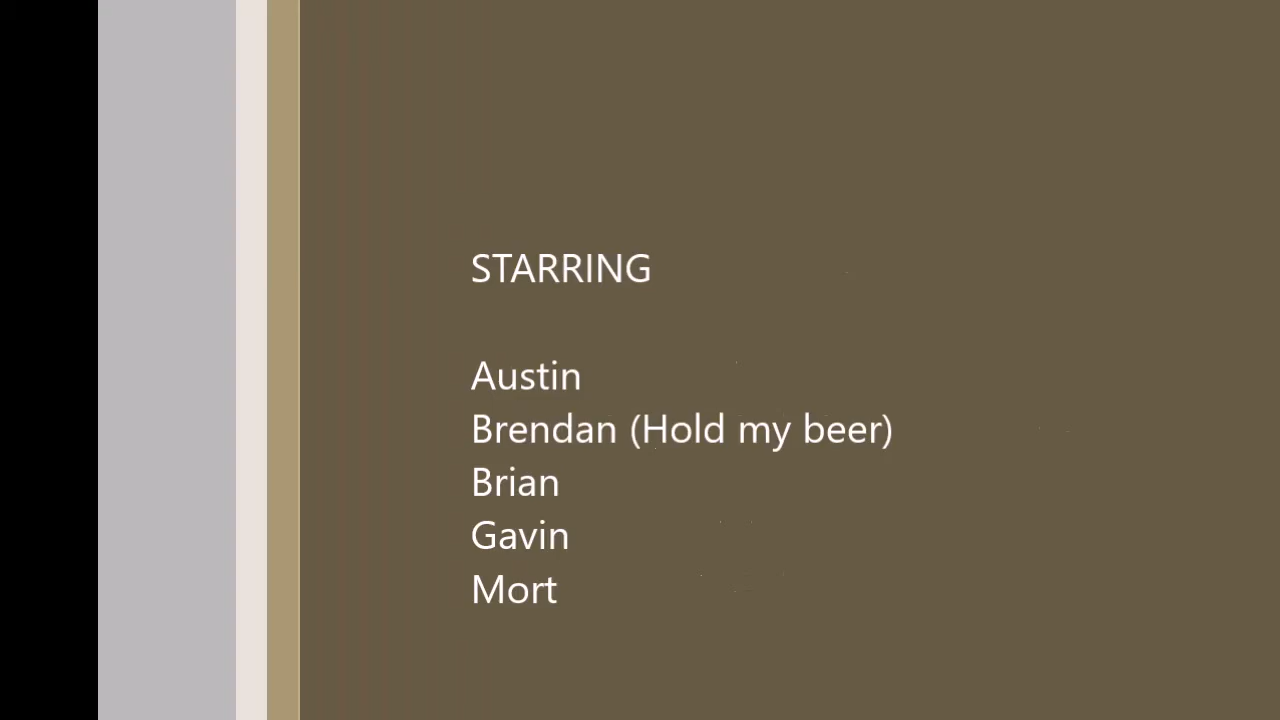 STARRING
Austin
Brendan (Hold my beer)
Brian
Gavin
Mort